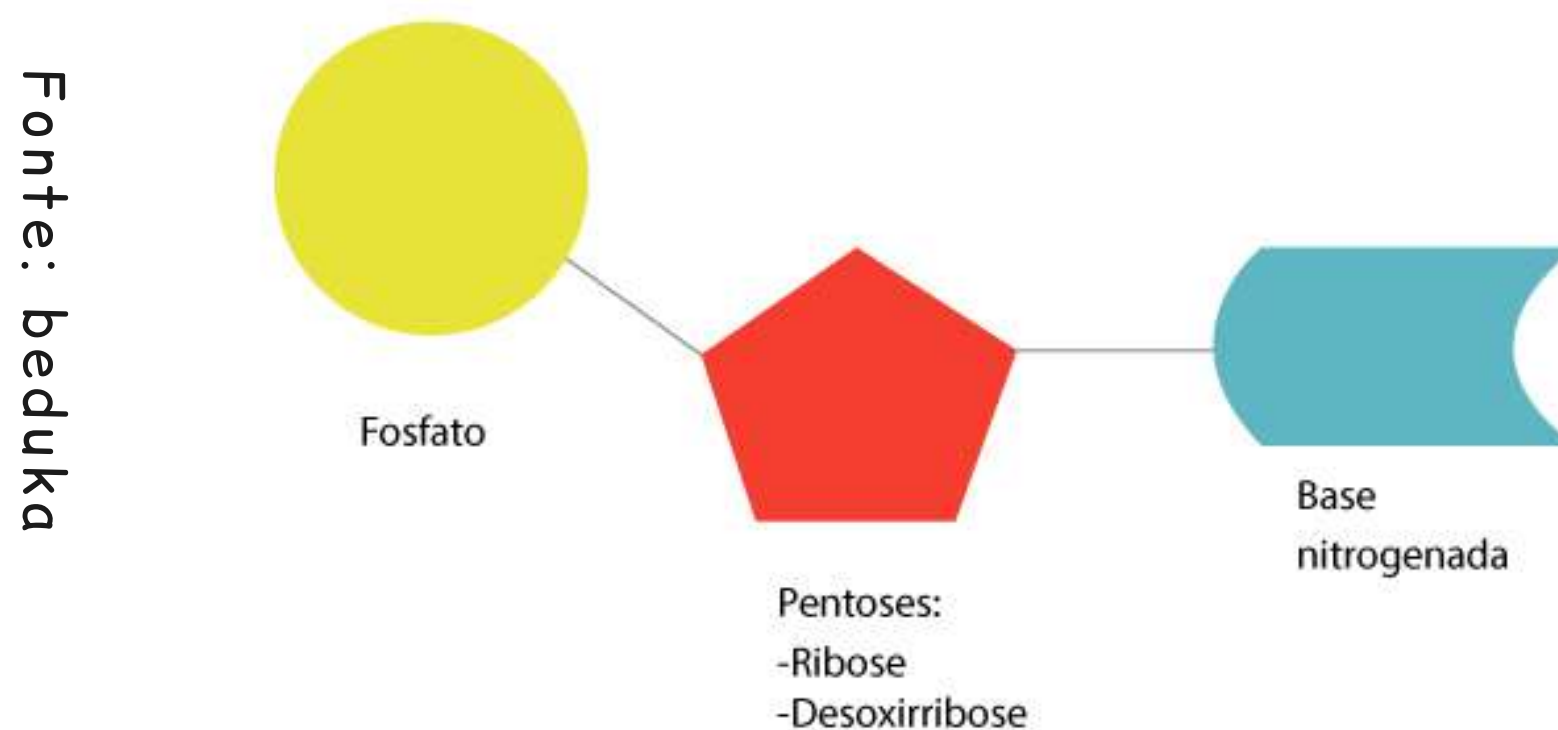 Fonte: beduka
Fosfato
Base
nitrogenada
Pentoses:
-Ribose
-Desoxirribose